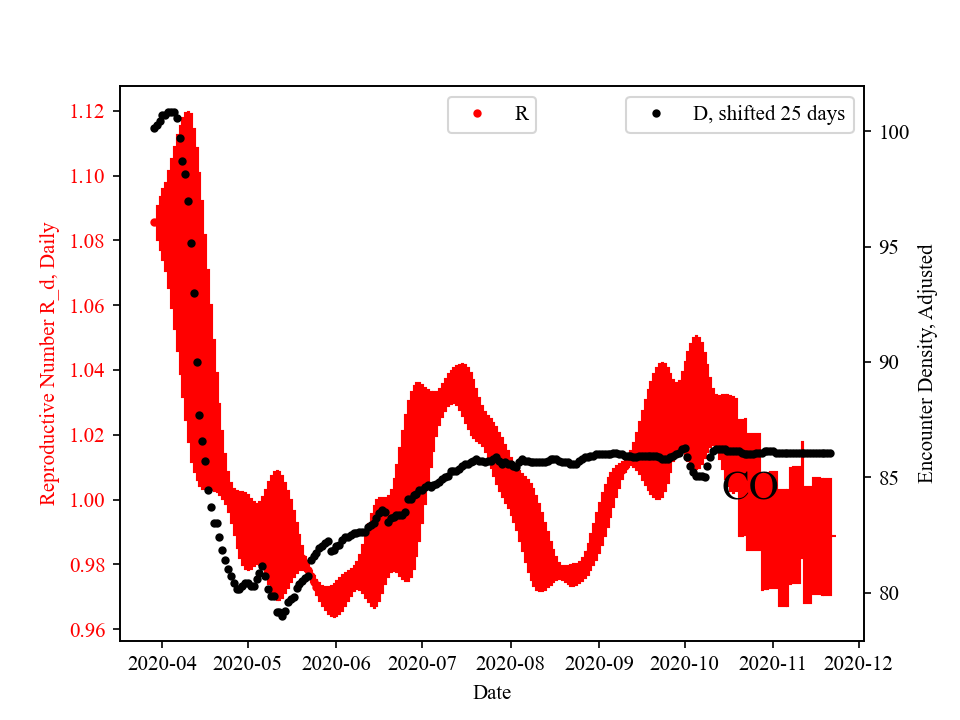 R
D, shifted 25 days
1.12
1.10
1.08
1.06
1.04
1.02
1.00
0.98
0.96
Reproductive Number R_d, Daily
100
95
90
85
80
Encounter Density, Adjusted
CO
2020-04 2020-05 2020-06 2020-07 2020-08 2020-09 2020-10 2020-11 2020-12
Date